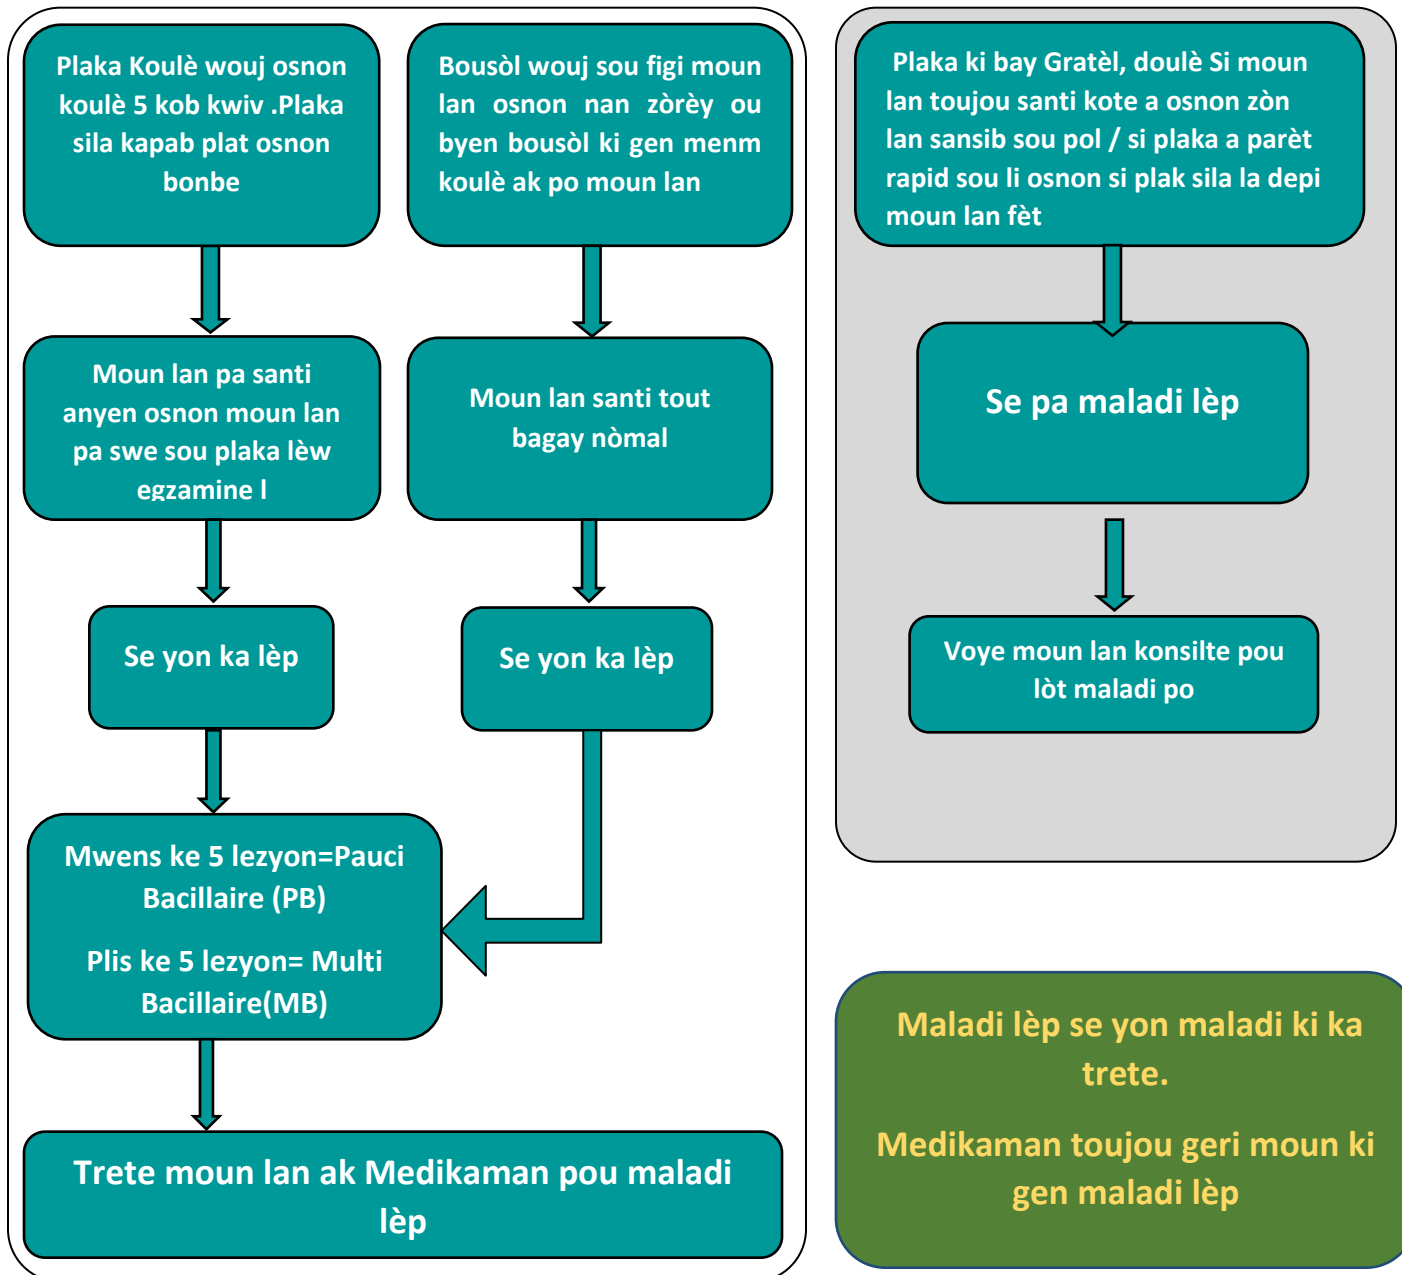 Plaka Koulè wouj osnon
koulè 5 kob kwiv .Plaka
sila kapab plat osnon
bonbe
Moun lan pa santi
anyen osnon moun lan
pa swe sou plaka lèw
egzamine l
Se yon ka lèp
Bousòl wouj sou figi moun
lan osnon nan zòrèy ou
byen bousòl ki gen menm
koulè ak po moun lan
Moun lan santi tout
bagay nòmal
Se yon ka lèp
Mwens ke 5 lezyon=Pauci
Bacillaire (PB)
Plis ke 5 lezyon= Multi
Bacillaire(MB)
Trete moun lan ak Medikaman pou maladi
lèp
Plaka ki bay Gratèl, doulè Si moun
lan toujou santi kote a osnon zòn
lan sansib sou pol / si plaka a parèt
rapid sou li osnon si plak sila la depi
moun lan fèt
Se pa maladi lèp
Voye moun lan konsilte pou
lòt maladi po
Maladi lèp se yon maladi ki ka
trete.
Medikaman toujou geri moun ki
gen maladi lèp